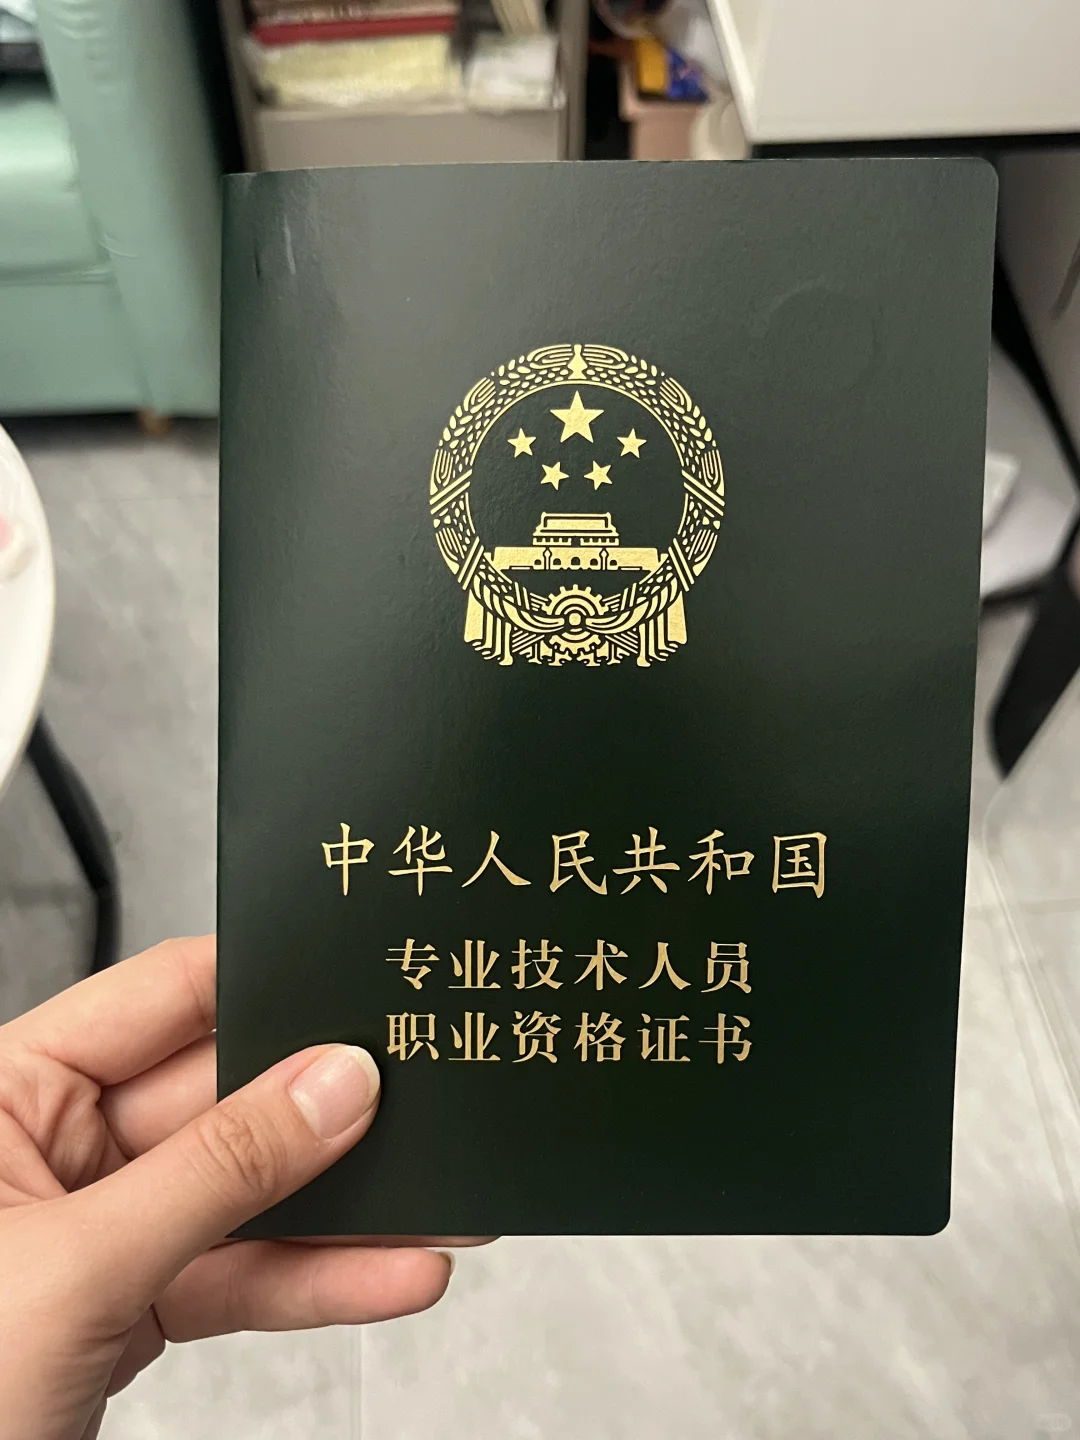 中华人民共和国
专业技术人员
职业资格证书